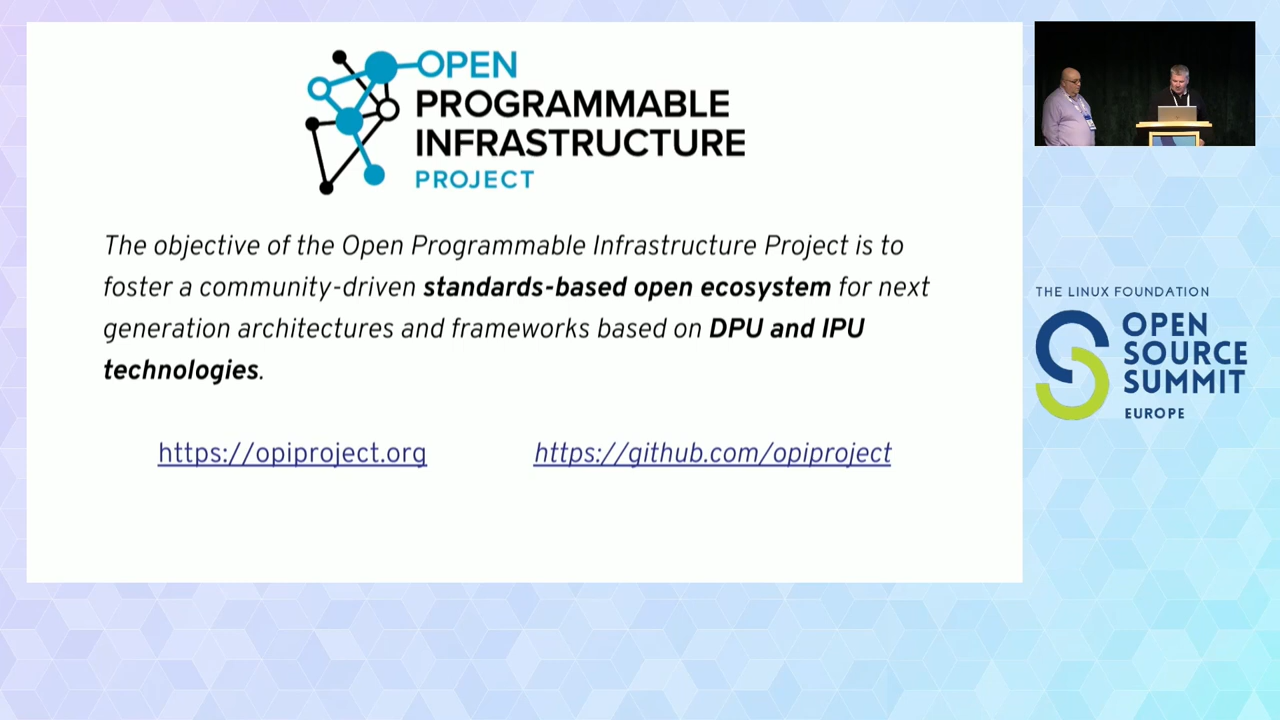 OPEN
PROGRAMMABLE
INFRASTRUCTURE
PROJECT
The objective of the Open Programmable Infrastructure Project is to
foster a community-driven standards-based open ecosystem for next
generation architectures and frameworks based on DPU and IPU
technologies.
https://opiproject.org
https://github.com/opiproject
THE LINUX FOUNDATION
OPEN
SOURCE
SUMMIT
EUROPE